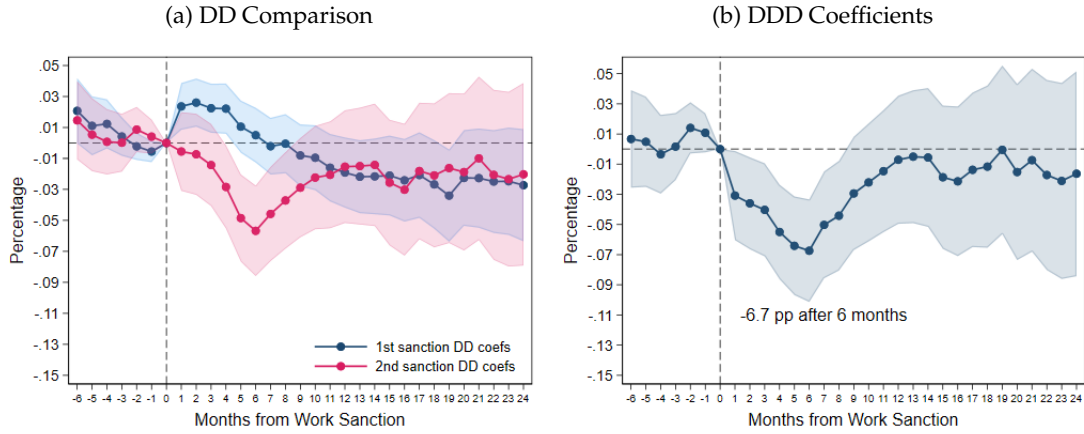 (a) DD Comparison
.05
.03
.01
-.01
-.03
-.05
-.07
-.09
-.11
-.13
-.15
Percentage
1st sanction DD coefs
2nd sanction DD coefs
-6 -5 -4 -3 -2 -1 0 1 2 3 4 5 6 7 8 9 10 11 12 13 14 15 16 17 18 19 20 21 22 23 24
Months from Work Sanction
(b) DDD Coefficients
.05
.03
.01
-.01
-.03
-.05
-.07
-.09
-.11
-.13
-.15
Percentage
-6.7 pp after 6 months
-6 -5 -4 -3 -2 -1 0 1 2 3 4 5 6 7 8 9 10 11 12 13 14 15 16 17 18 19 20 21 22 23 24
Months from Work Sanction